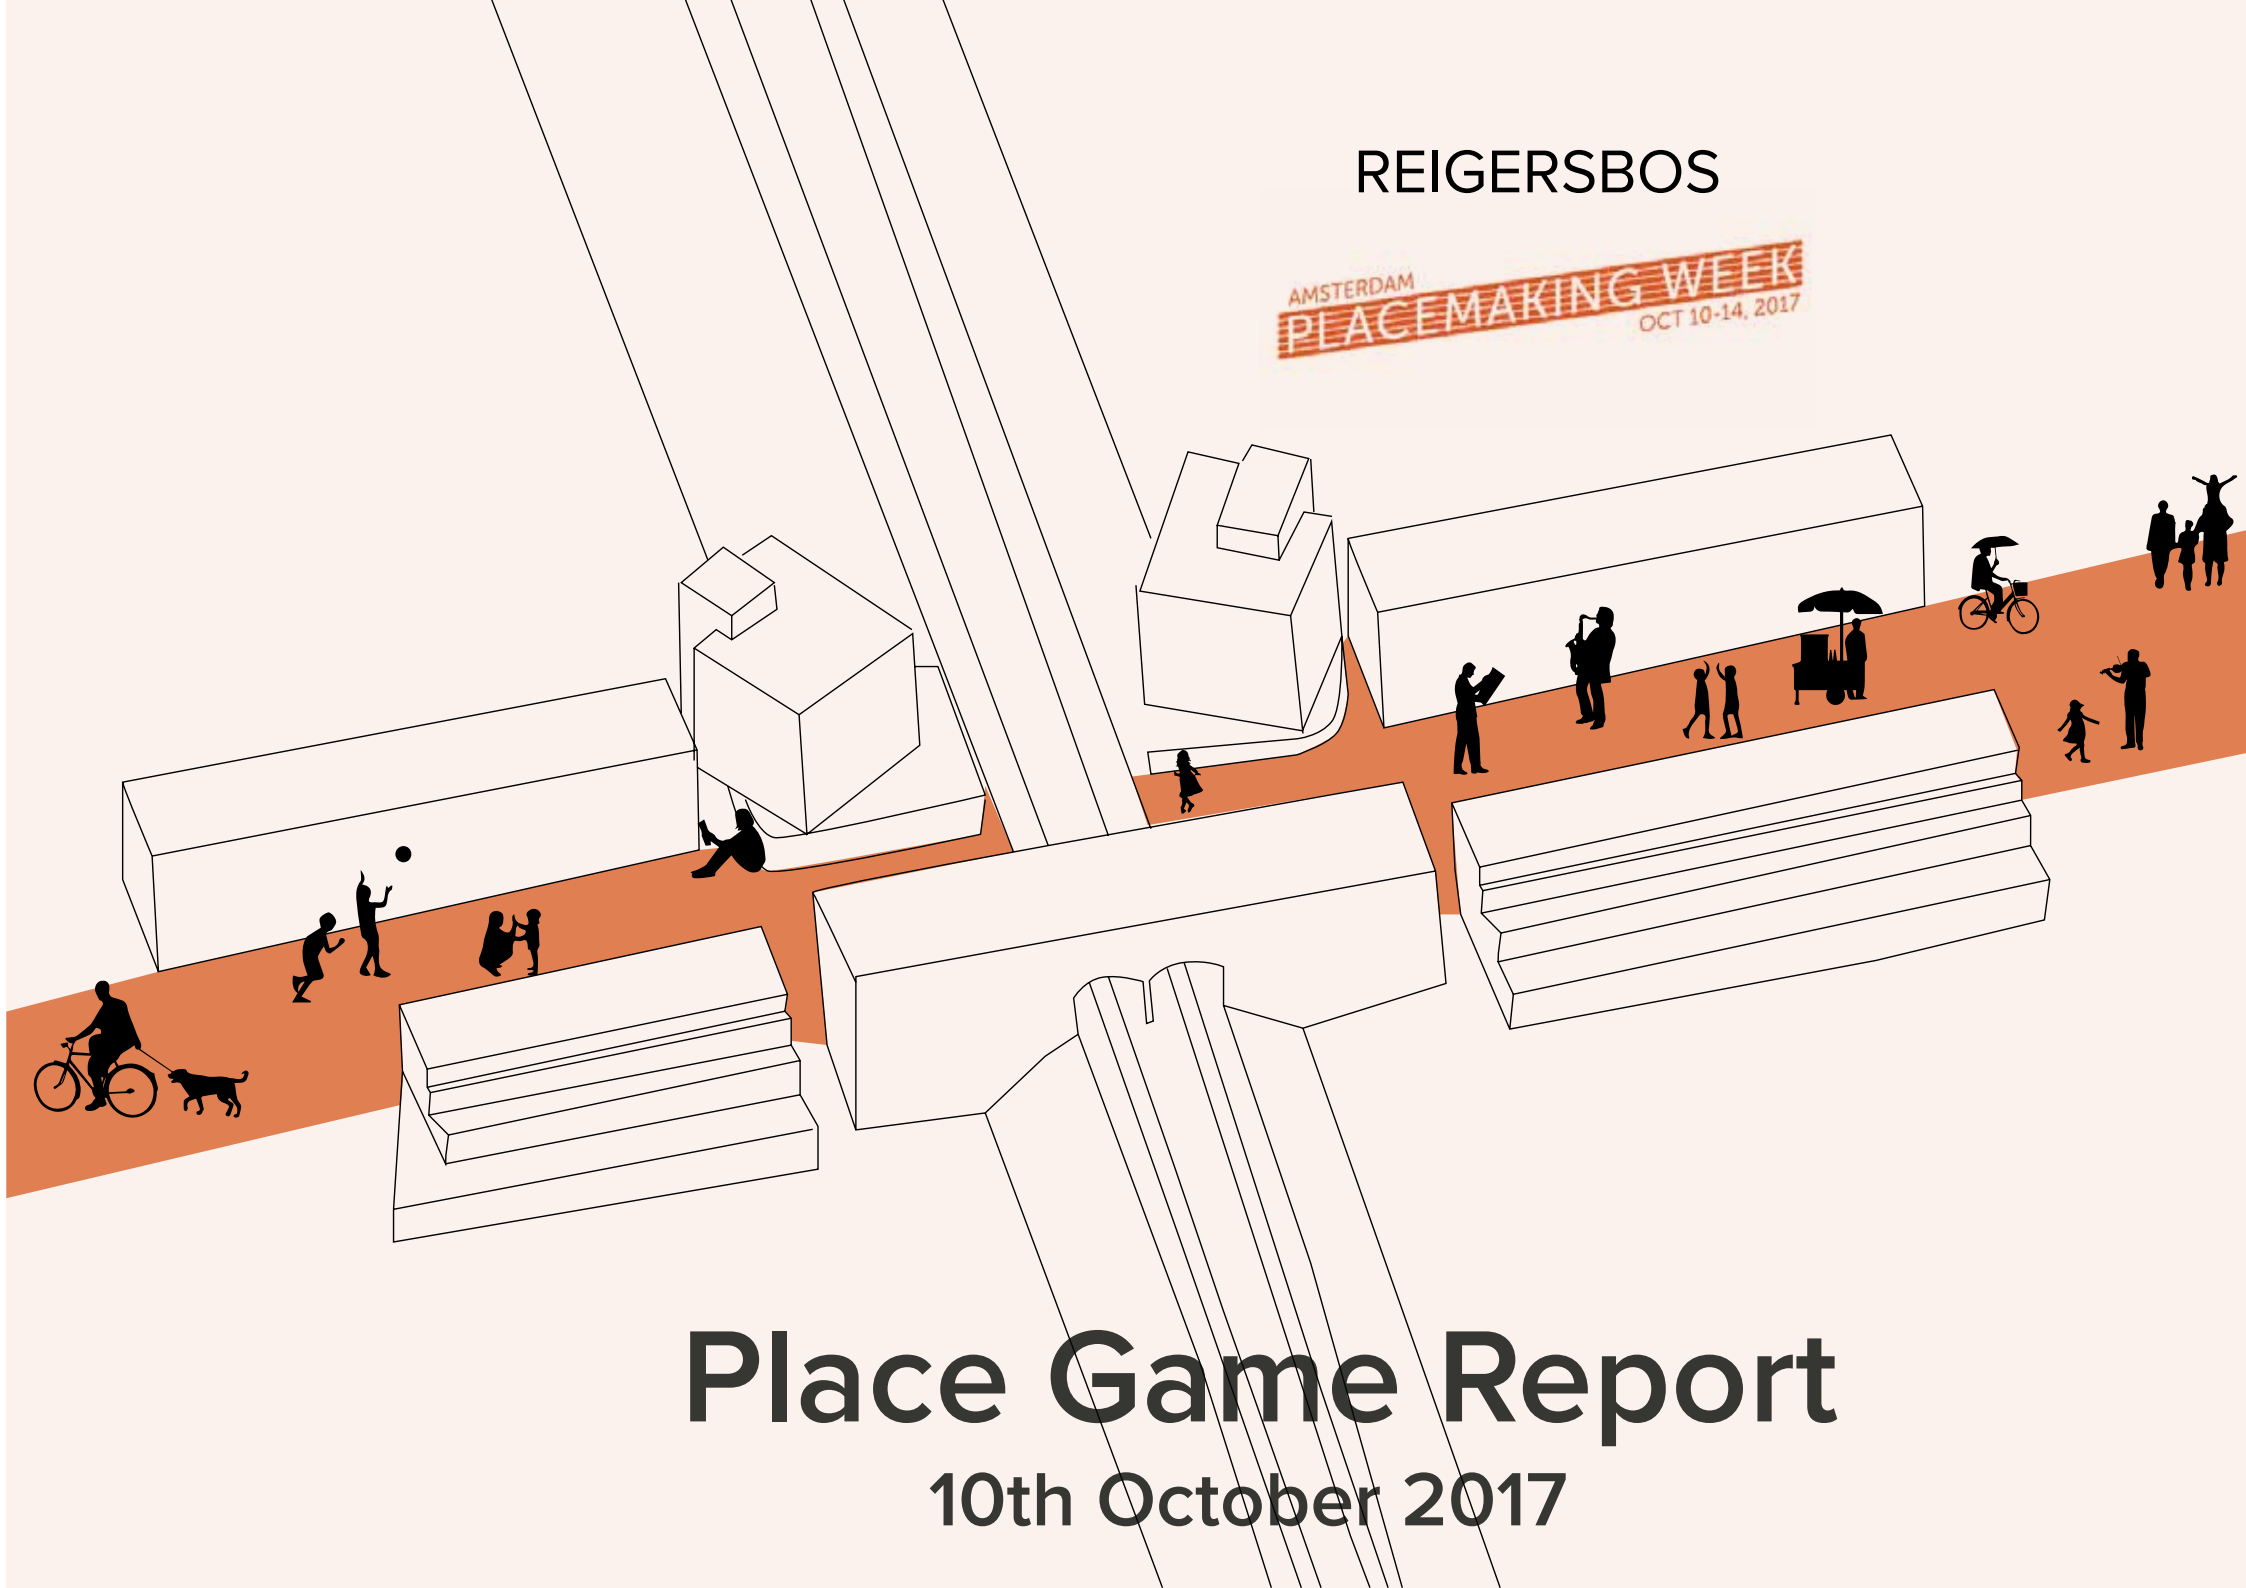 REIGERSBOS
AMSTERDAM
PLACEMAKING WEEK
OCT 10-14, 2017
Place Game Report
10th October 2017